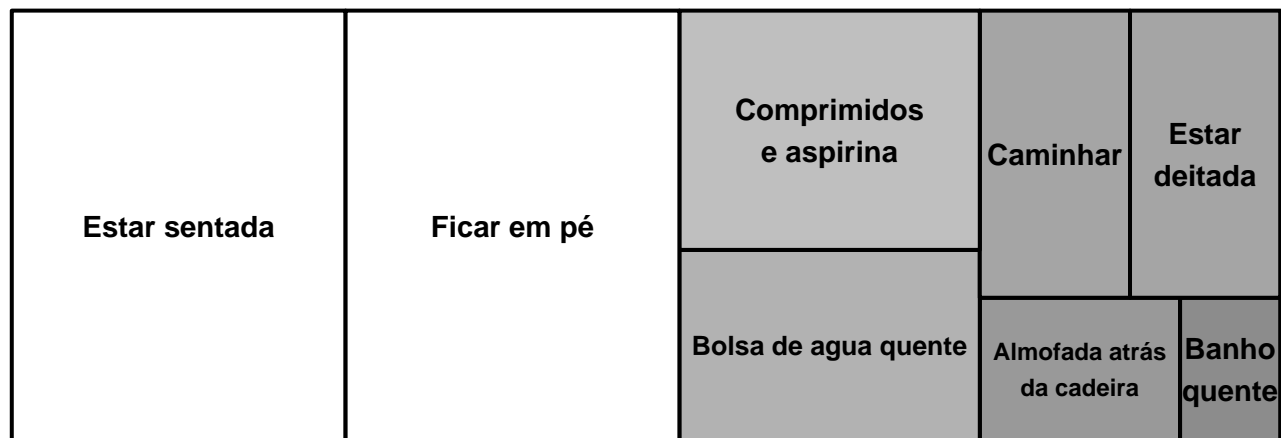 Estar sentada
Ficar em pé
Comprimidos
e aspirina
Bolsa de agua quente
Caminhar
Estar
deitada
Almofada atrás
da cadeira
Banho
quente